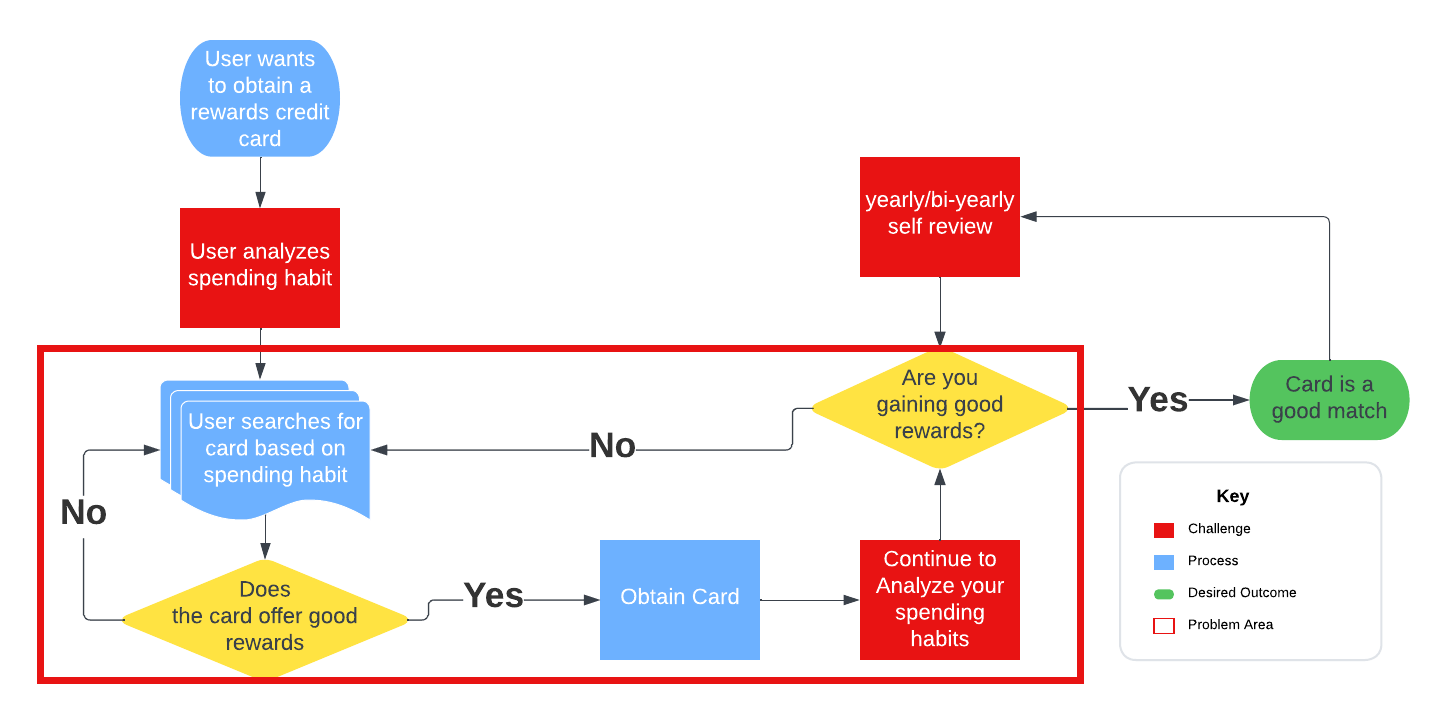 User wants
to obtain a
rewards credit
card
User analyzes
spending habit
yearly/bi-yearly
self review
User searches for
card based on
spending habit
Are you
gaining good
rewards?
Yes
Card is a
good match
No
No
Does
the card offer good
rewards
Yes
Obtain Card
Continue to
Analyze your
spending
habits
Key
Challenge
Process
Desired Outcome
Problem Area